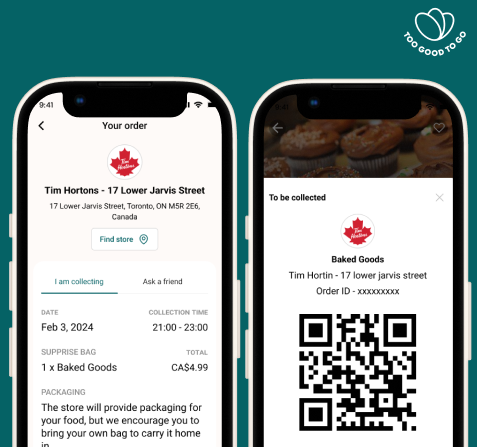 TOO GOOD TO GO
9:41
Your order
Tim Hortons
Tim Hortons - 17 Lower Jarvis Street
17 Lower Jarvis Street, Toronto, ON M5R 2E6,
Canada
Find store
I am collecting
Ask a friend
DATE
COLLECTION TIME
Feb 3, 2024
21:00 - 23:00
SUPPRISE BAG
TOTAL
1 x Baked Goods
CA$4.99
PACKAGING
The store will provide packaging for
your food, but we encourage you to
bring your own bag to carry it home
in.
9:41
To be collected
Tim Hortons
Baked Goods
Tim Hortin - 17 lower jarvis street
Order ID - xxxxxxxxx